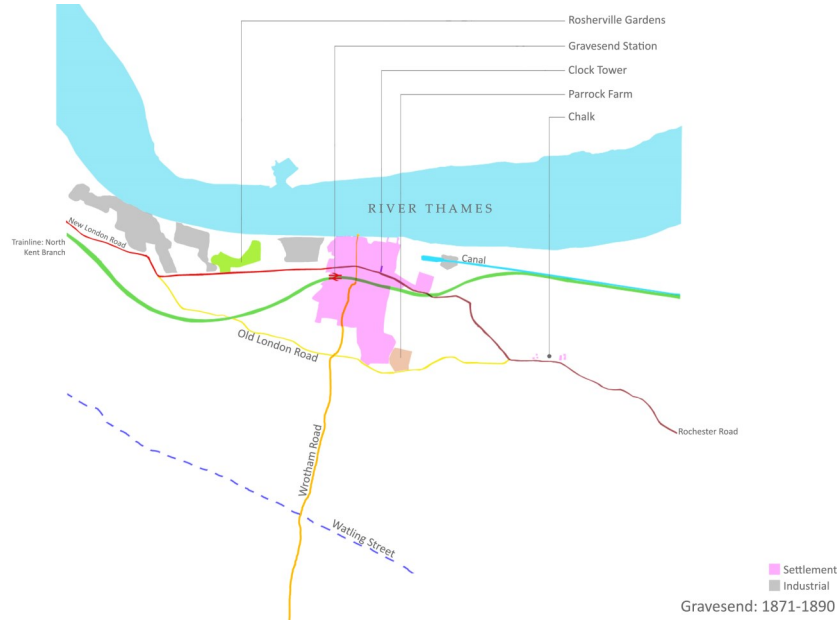 Rosherville Gardens
Gravesend Station
Clock Tower
Parrock Farm
Chalk
RIVER THAMES
New London Road
Trainline: North
Kent Branch
Canal
Old London Road
Rochester Road
Wrotham Road
Watling Street
Settlement
Industrial
Gravesend: 1871-1890